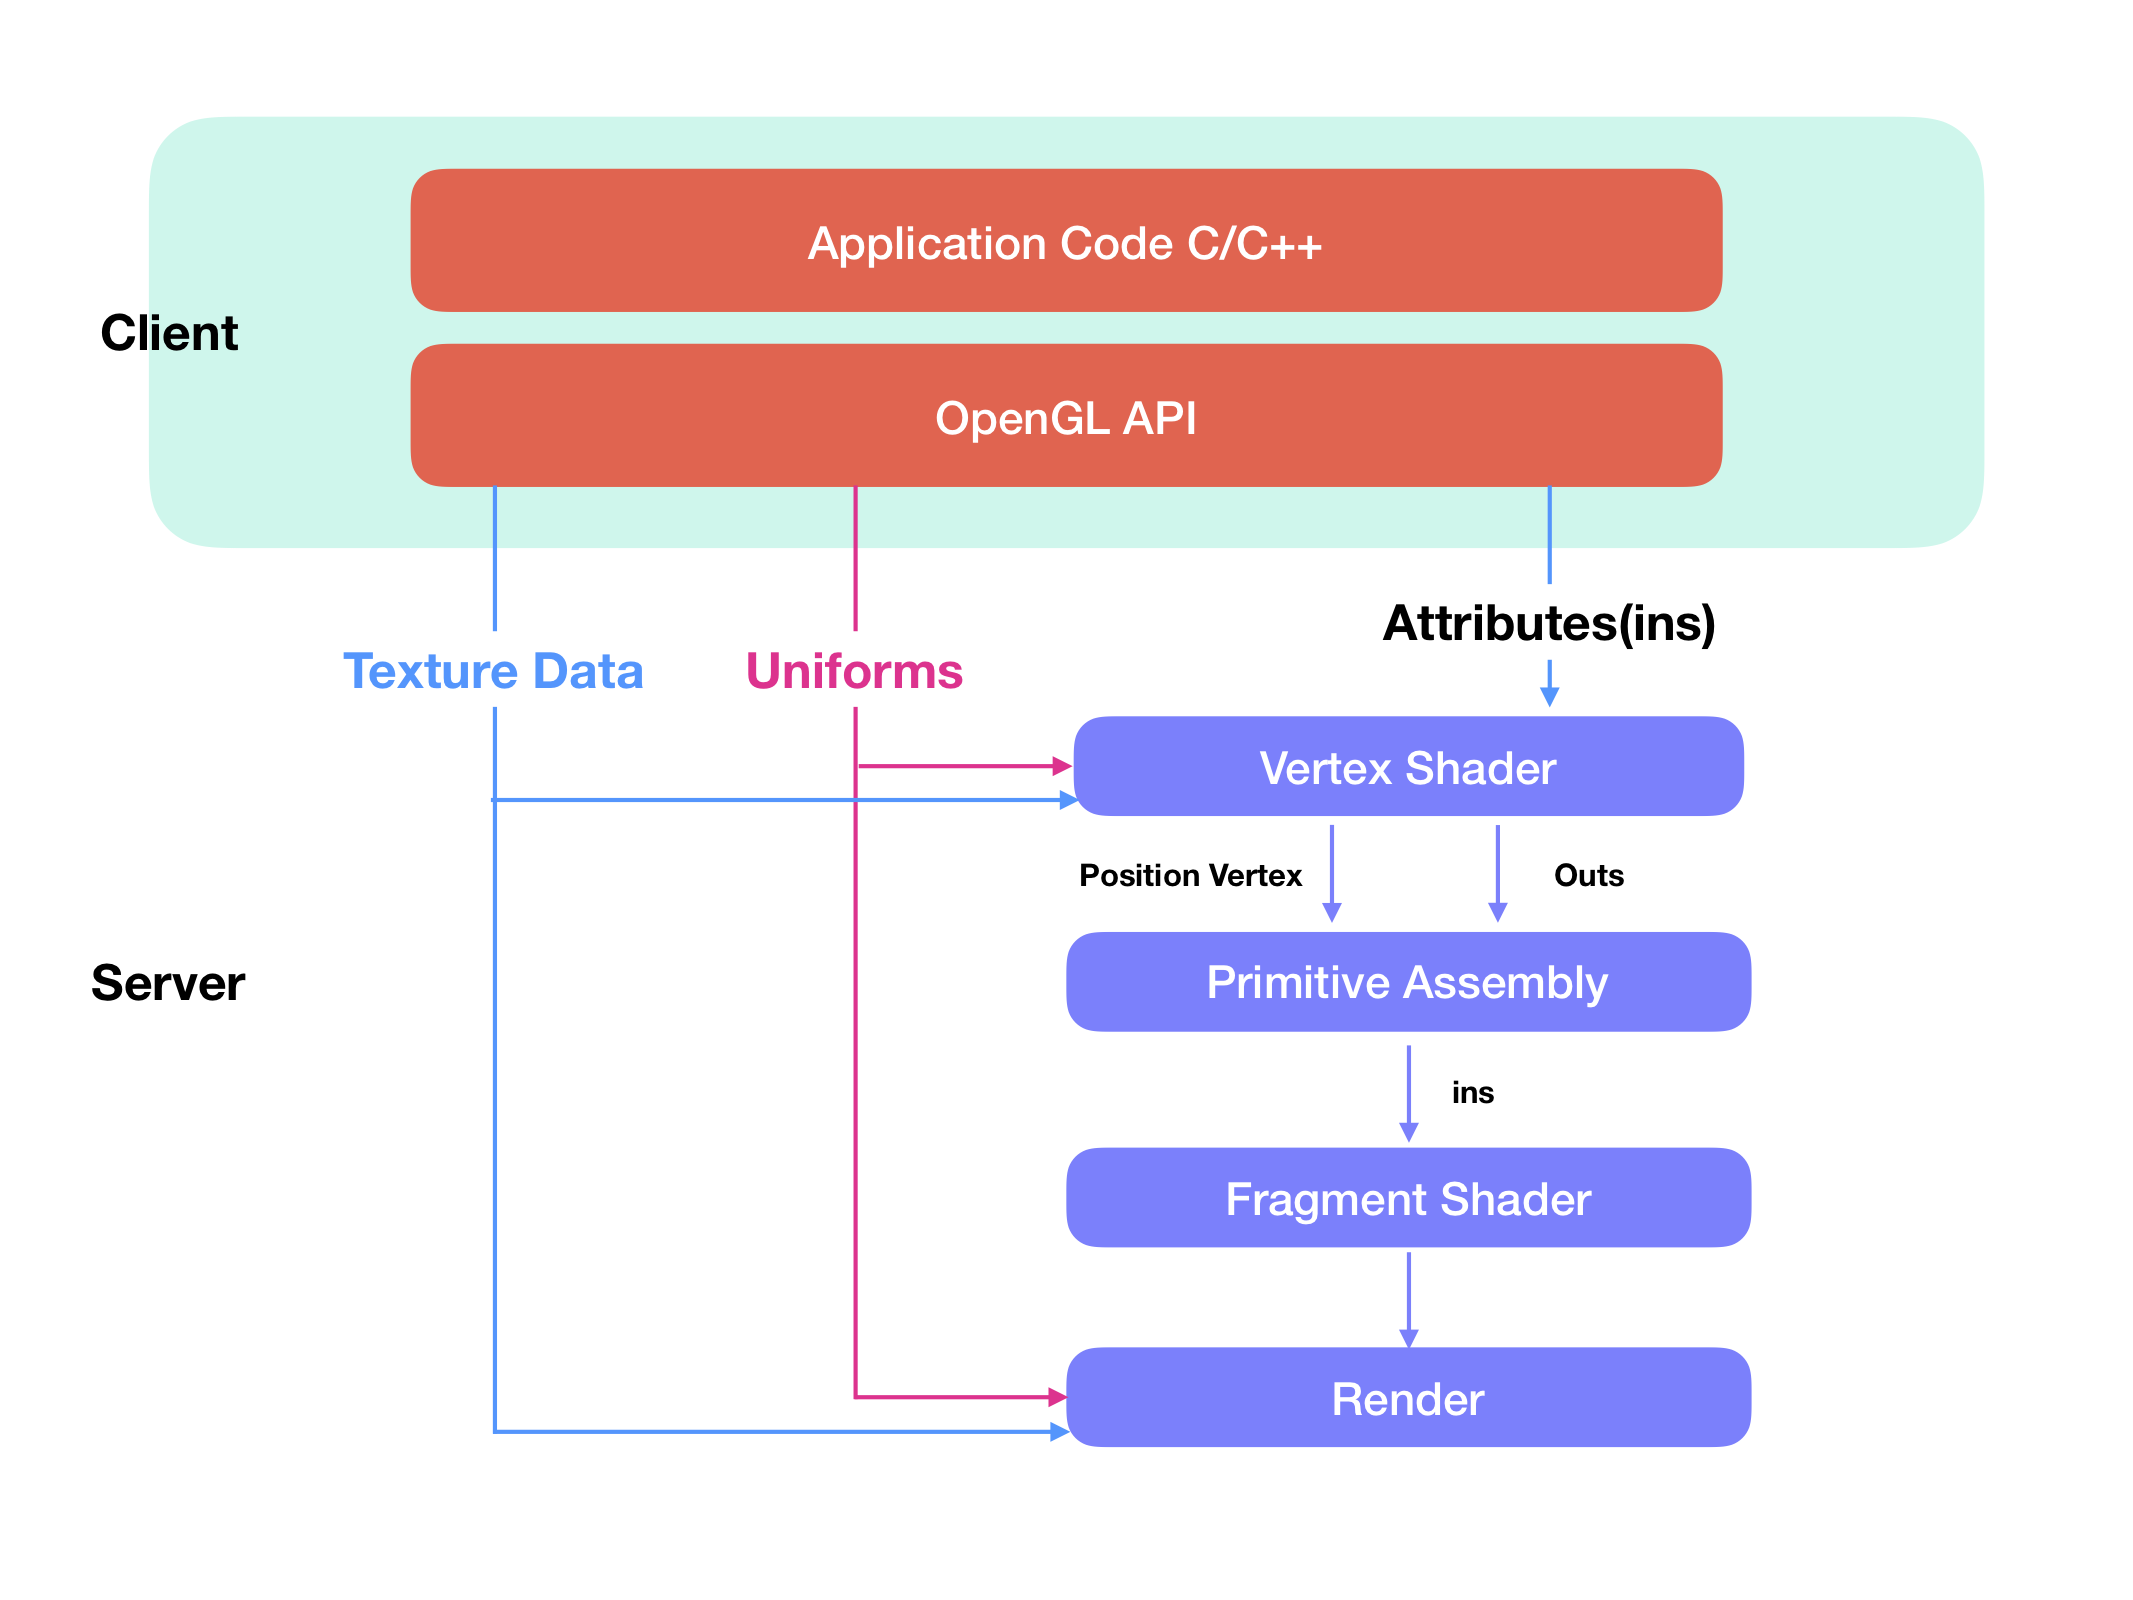 Application Code C/C++
Client
OpenGL API
Attributes(ins)
Texture Data
Uniforms
Vertex Shader
Position Vertex
Outs
Server
Primitive Assembly
ins
Fragment Shader
Render